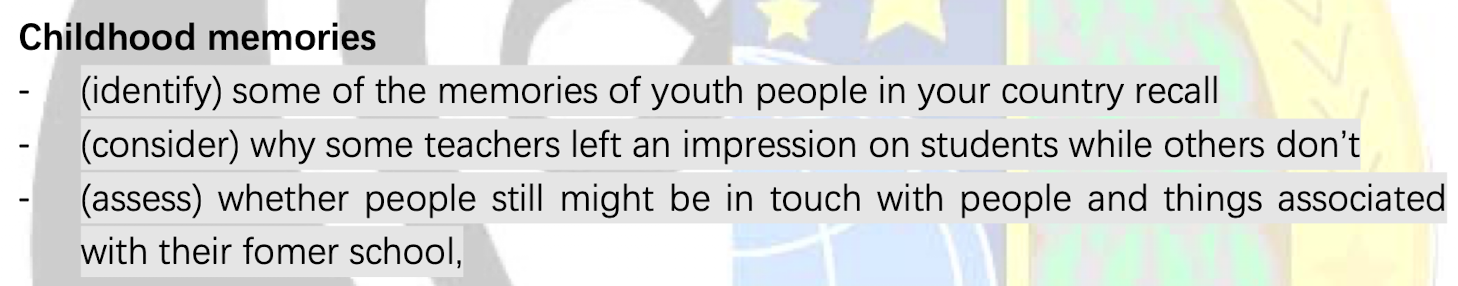 Childhood memories
- (identify) some of the memories of youth people in your country recall
- (consider) why some teachers left an impression on students while others don't
- (assess) whether people still might be in touch with people and things associated
with their fomer school,